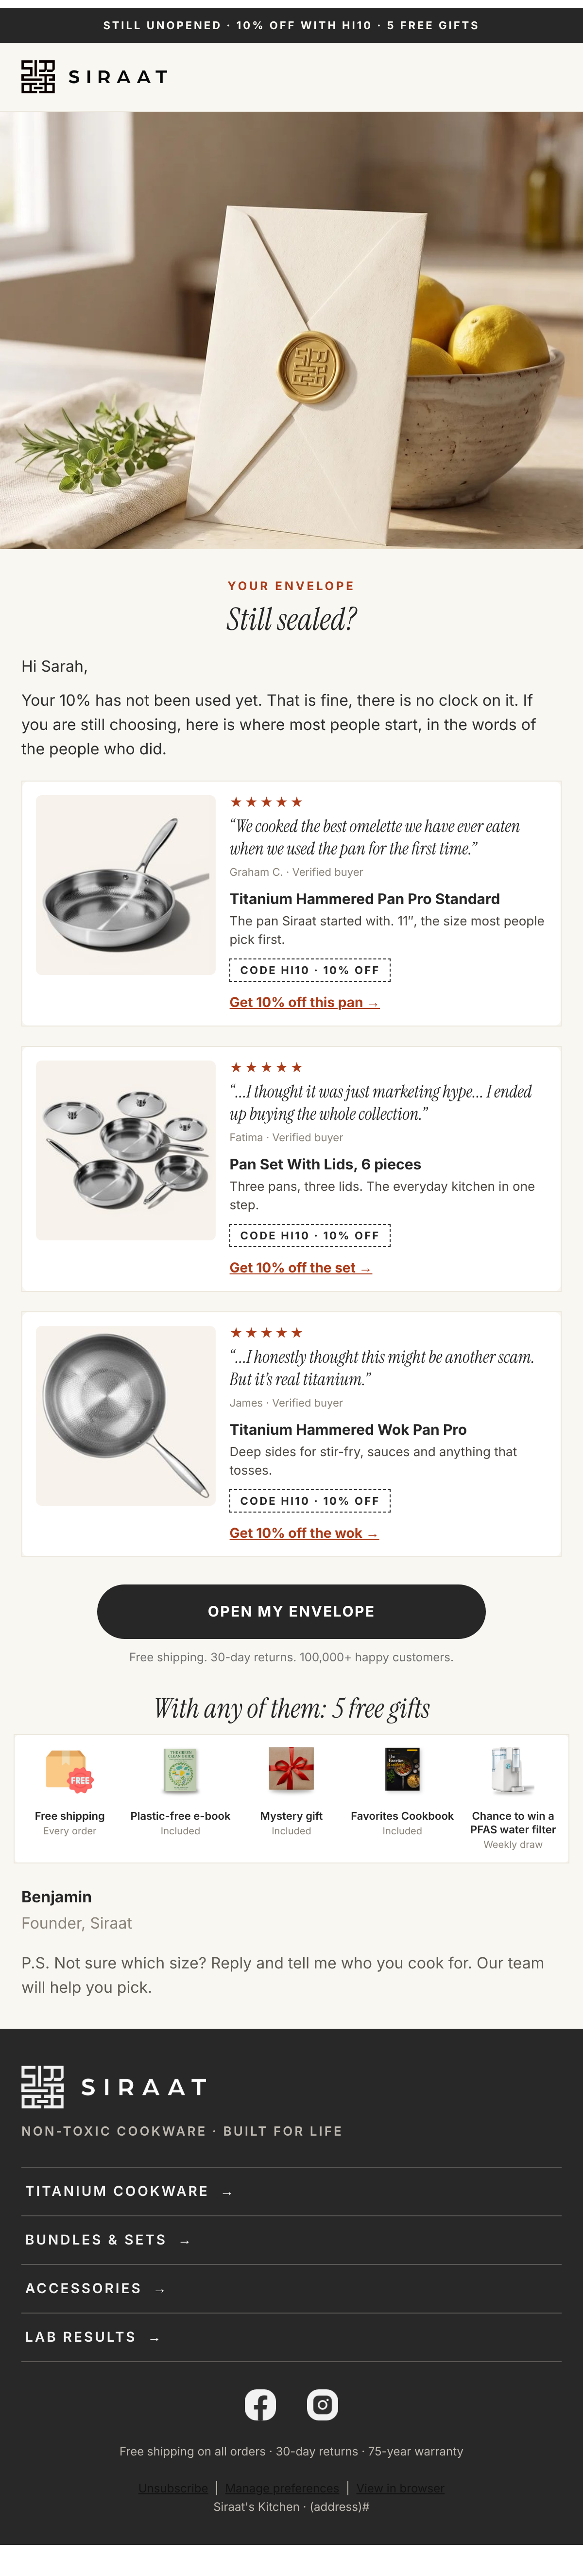 STILL UNOPENED · 10% OFF WITH HI10 · 5 FREE GIFTS
SIRAAT
YOUR ENVELOPE
Still sealed?
Hi Sarah,
Your 10% has not been used yet. That is fine, there is no clock on it. If
you are still choosing, here is where most people start, in the words of
the people who did.
★★★★★
“We cooked the best omelette we have ever eaten
when we used the pan for the first time.”
Graham C. · Verified buyer
Titanium Hammered Pan Pro Standard
The pan Siraat started with. 11″, the size most people
pick first.
CODE HI10 · 10% OFF
Get 10% off this pan →
★★★★★
“...I thought it was just marketing hype... I ended
up buying the whole collection.”
Fatima · Verified buyer
Pan Set With Lids, 6 pieces
Three pans, three lids. The everyday kitchen in one
step.
CODE HI10 · 10% OFF
Get 10% off the set →
★★★★★
“...I honestly thought this might be another scam.
But it’s real titanium.”
James · Verified buyer
Titanium Hammered Wok Pan Pro
Deep sides for stir-fry, sauces and anything that
tosses.
CODE HI10 · 10% OFF
Get 10% off the wok →
OPEN MY ENVELOPE
Free shipping. 30-day returns. 100,000+ happy customers.
With any of them: 5 free gifts
FREE
Free shipping
Every order
Plastic-free e-book
Included
Mystery gift
Included
Favorites Cookbook
Included
Chance to win a
PFAS water filter
Weekly draw
Benjamin
Founder, Siraat
P.S. Not sure which size? Reply and tell me who you cook for. Our team
will help you pick.
SIRAAT
NON-TOXIC COOKWARE · BUILT FOR LIFE
TITANIUM COOKWARE →
BUNDLES & SETS →
ACCESSORIES →
LAB RESULTS →
Free shipping on all orders · 30-day returns · 75-year warranty
Unsubscribe | Manage preferences | View in browser
Siraat's Kitchen · (address)#